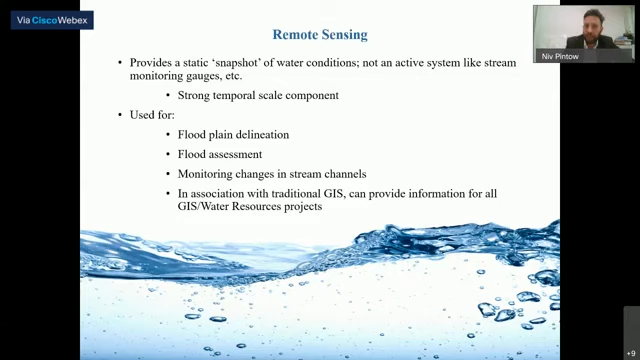 Via Cisco Webex
Remote Sensing
Niv Pintow
• Provides a static ‘snapshot’ of water conditions; not an active system like stream
monitoring gauges, etc.
• Strong temporal scale component
• Used for:
• Flood plain delineation
• Flood assessment
• Monitoring changes in stream channels
• In association with traditional GIS, can provide information for all
GIS/Water Resources projects
+9